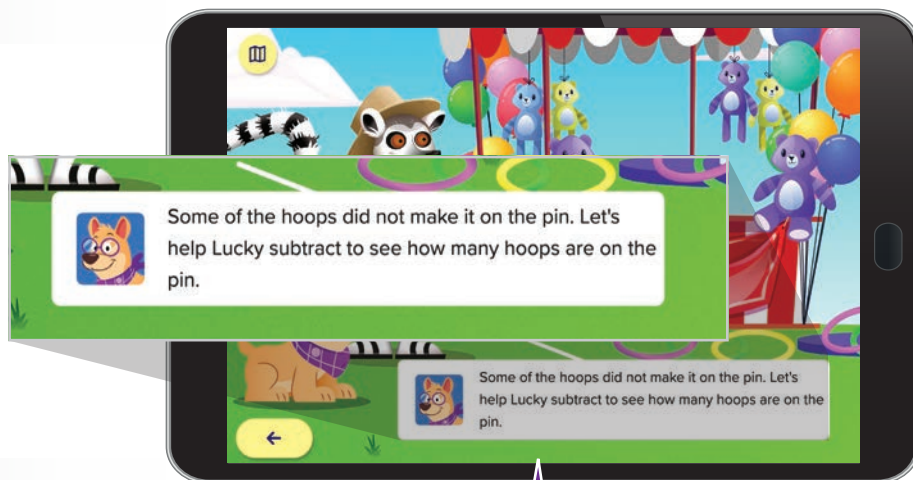 Some of the hoops did not make it on the pin. Let's
help Lucky subtract to see how many hoops are on the
pin.
Some of the hoops did not make it on the pin. Let's
help Lucky subtract to see how many hoops are on the
pin.